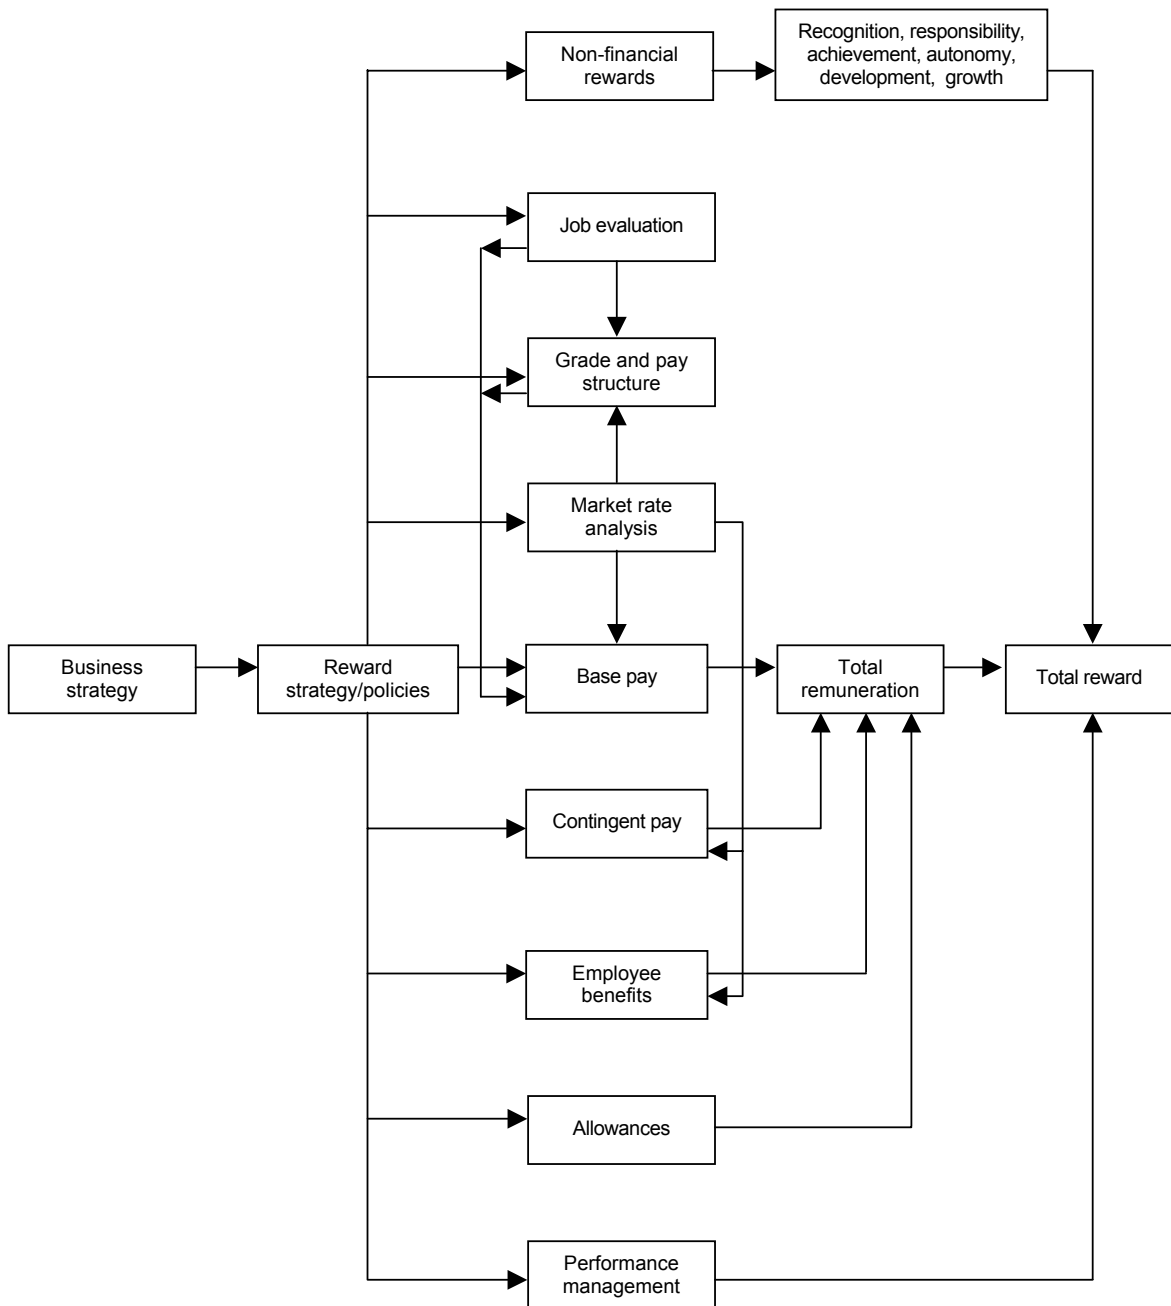 Non-financial
rewards
Recognition, responsibility,
achievement, autonomy,
development, growth
Job evaluation
Grade and pay
structure
Market rate
analysis
Business
strategy
Reward
strategy/policies
Base pay
Total
remuneration
Total reward
Contingent pay
Employee
benefits
Allowances
Performance
management